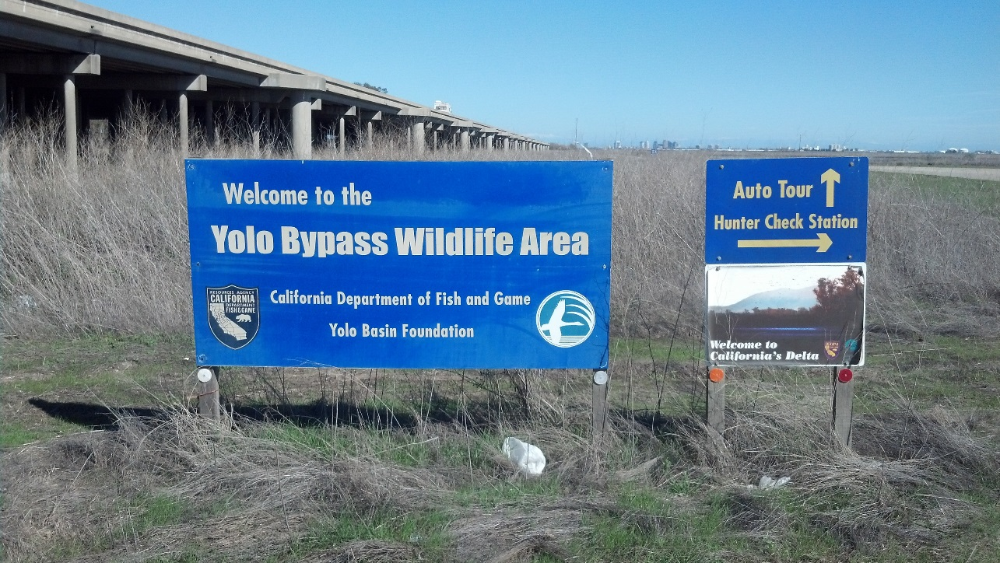 Welcome to the
Yolo Bypass Wildlife Area
RESOURCES AGENCY
CALIFORNIA
DEPARTMENT
FISH & GAME
California Department of Fish and Game
Yolo Basin Foundation
Auto Tour
Hunter Check Station
Welcome to
California's Delta